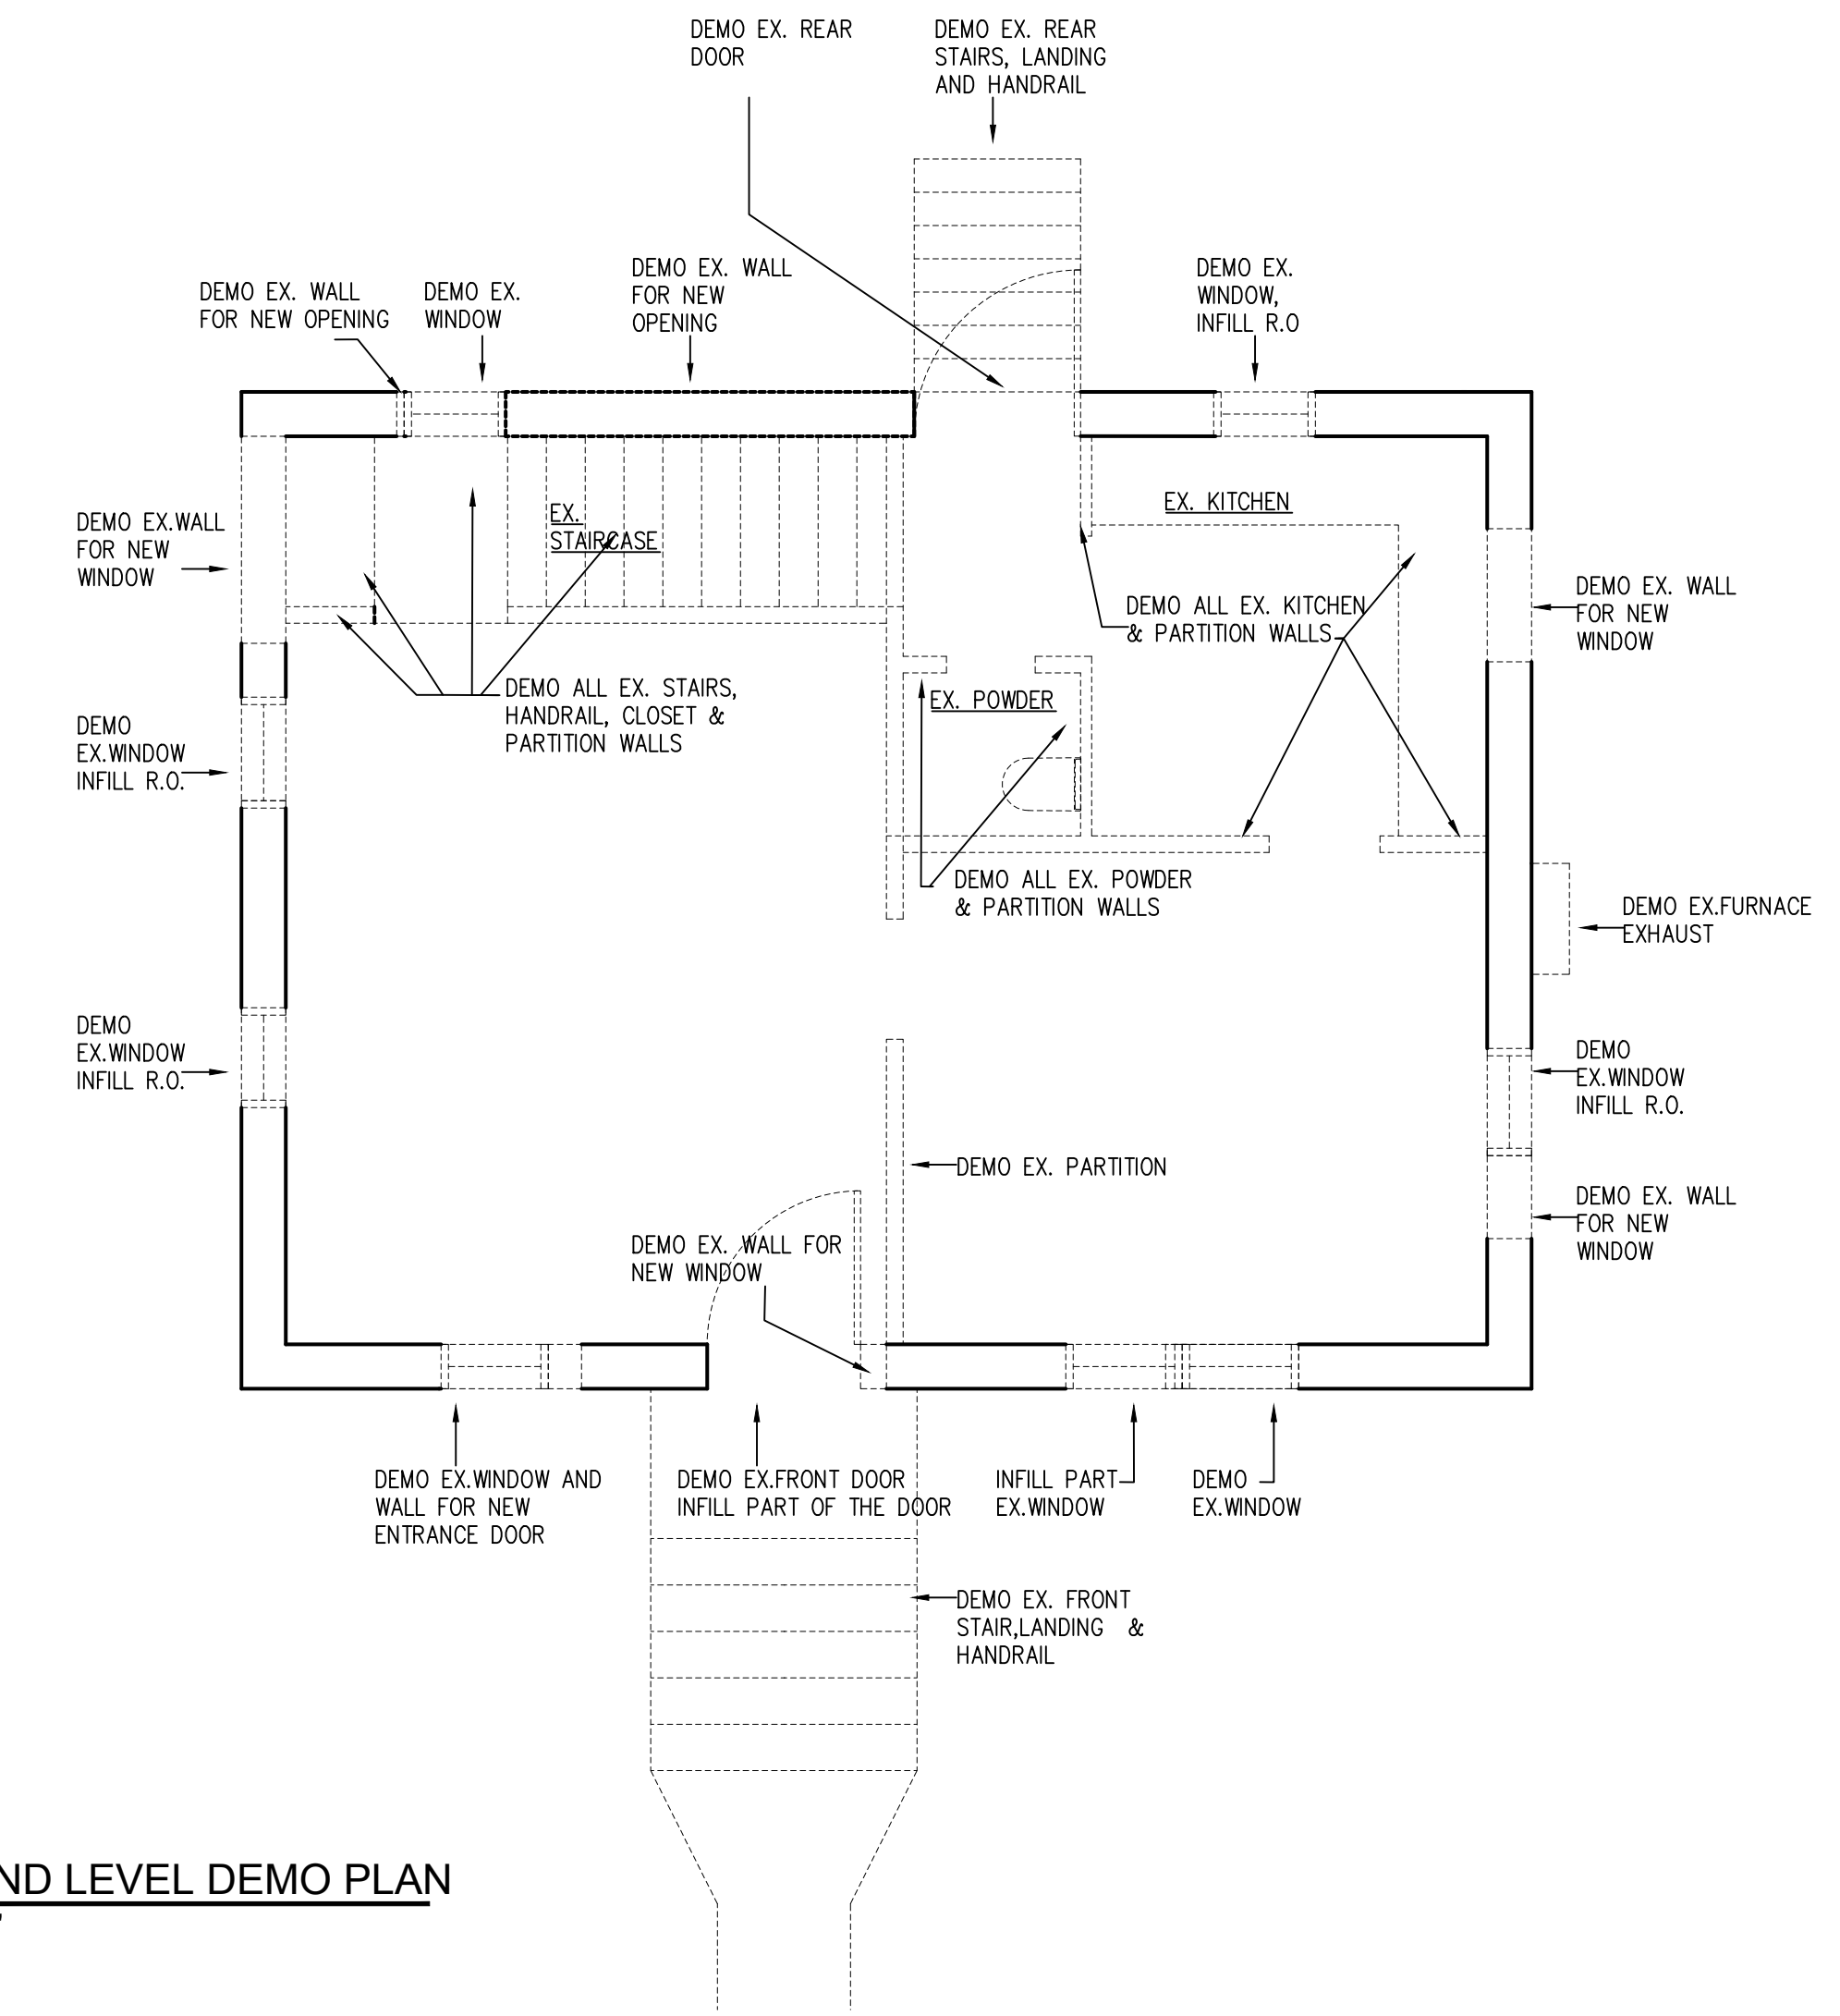 DEMO EX. REAR
DOOR
DEMO EX. REAR
STAIRS, LANDING
AND HANDRAIL
DEMO EX. WALL
FOR NEW OPENING
DEMO EX.
WINDOW
DEMO EX. WALL
FOR NEW
OPENING
DEMO EX.
WINDOW,
INFILL R.O
EX.
STAIRCASE
EX. KITCHEN
DEMO EX.WALL
FOR NEW
WINDOW
DEMO EX. WALL
FOR NEW
WINDOW
DEMO ALL EX. KITCHEN
& PARTITION WALLS
DEMO ALL EX. STAIRS,
HANDRAIL, CLOSET &
PARTITION WALLS
EX. POWDER
DEMO
EX.WINDOW
INFILL R.O.
DEMO ALL EX. POWDER
& PARTITION WALLS
DEMO EX.FURNACE
EXHAUST
DEMO
EX.WINDOW
INFILL R.O.
DEMO
EX.WINDOW
INFILL R.O.
DEMO EX. PARTITION
DEMO EX. WALL
FOR NEW
WINDOW
DEMO EX. WALL FOR
NEW WINDOW
DEMO EX.WINDOW AND
WALL FOR NEW
ENTRANCE DOOR
DEMO EX.FRONT DOOR
INFILL PART OF THE DOOR
INFILL PART
EX.WINDOW
DEMO
EX.WINDOW
DEMO EX. FRONT
STAIR,LANDING &
HANDRAIL
ND LEVEL DEMO PLAN